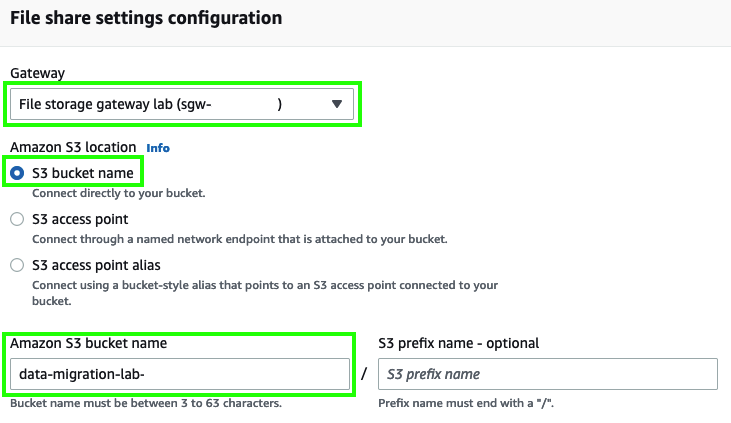 File share settings configuration
Gateway
File storage gateway lab (sgw- )
Amazon S3 location Info
S3 bucket name
Connect directly to your bucket.
S3 access point
Connect through a named network endpoint that is attached to your bucket.
S3 access point alias
Connect using a bucket-style alias that points to an S3 access point connected to your
bucket.
Amazon S3 bucket name S3 prefix name - optional
data-migration-lab- / S3 prefix name
Bucket name must be between 3 to 63 characters. Prefix name must end with a "/".